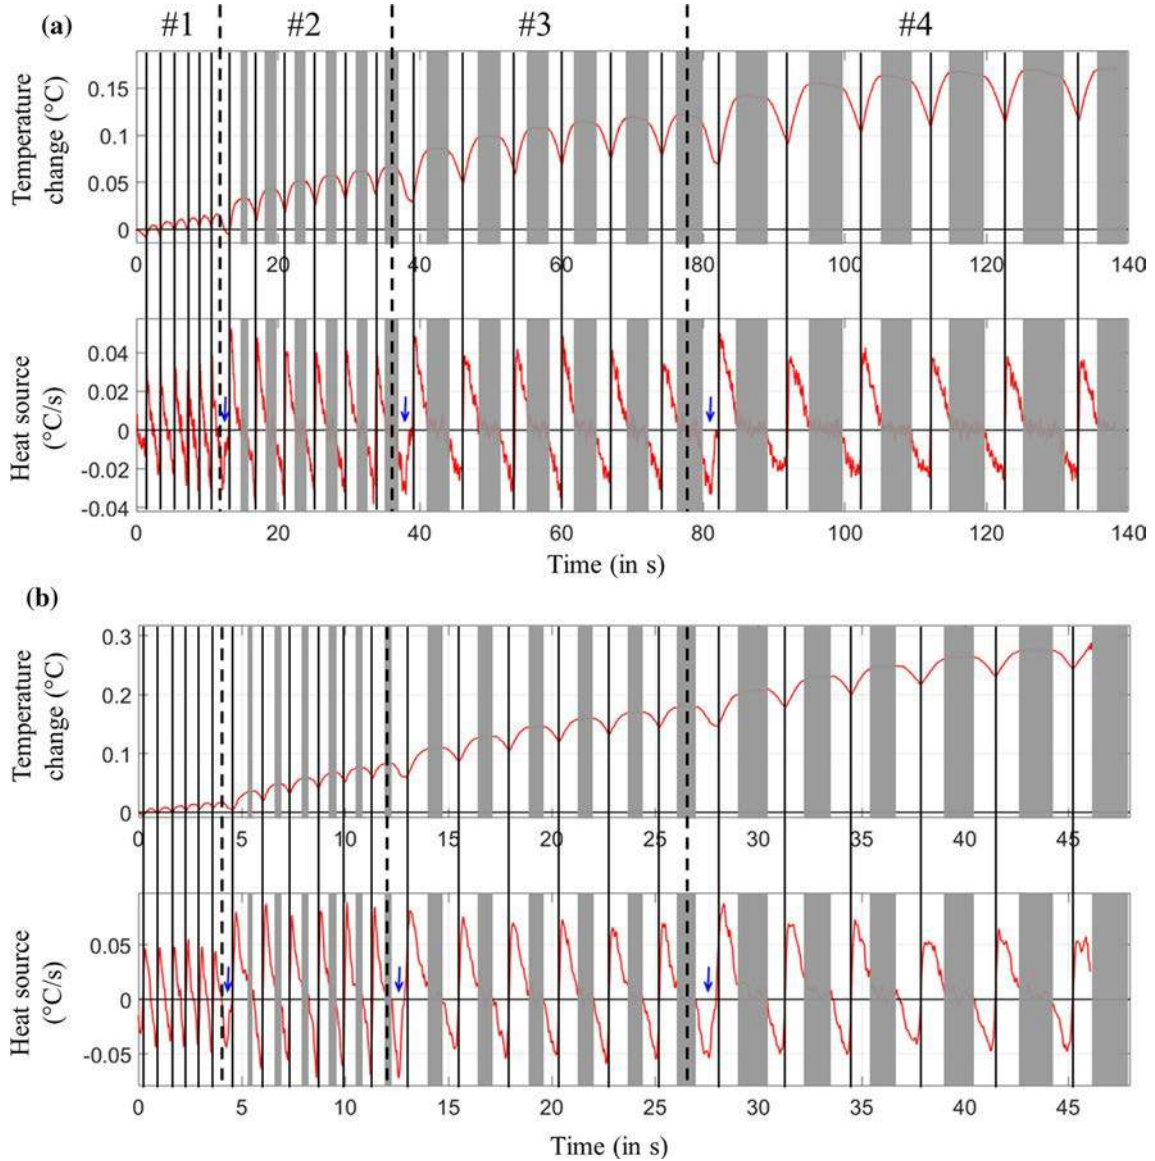 (a) #1 #2 #3 #4
Temperature
change (°C)
0.15
0.1
0.05
0
0 20 40 60 80 100 120 140
Heat source
(°C/s)
0.04
0.02
0
-0.02
-0.04
0 20 40 60 80 100 120 140
Time (in s)
(b)
Temperature
change (°C)
0.3
0.2
0.1
0
0 5 10 15 20 25 30 35 40 45
Heat source
(°C/s)
0.05
0
-0.05
0 5 10 15 20 25 30 35 40 45
Time (in s)